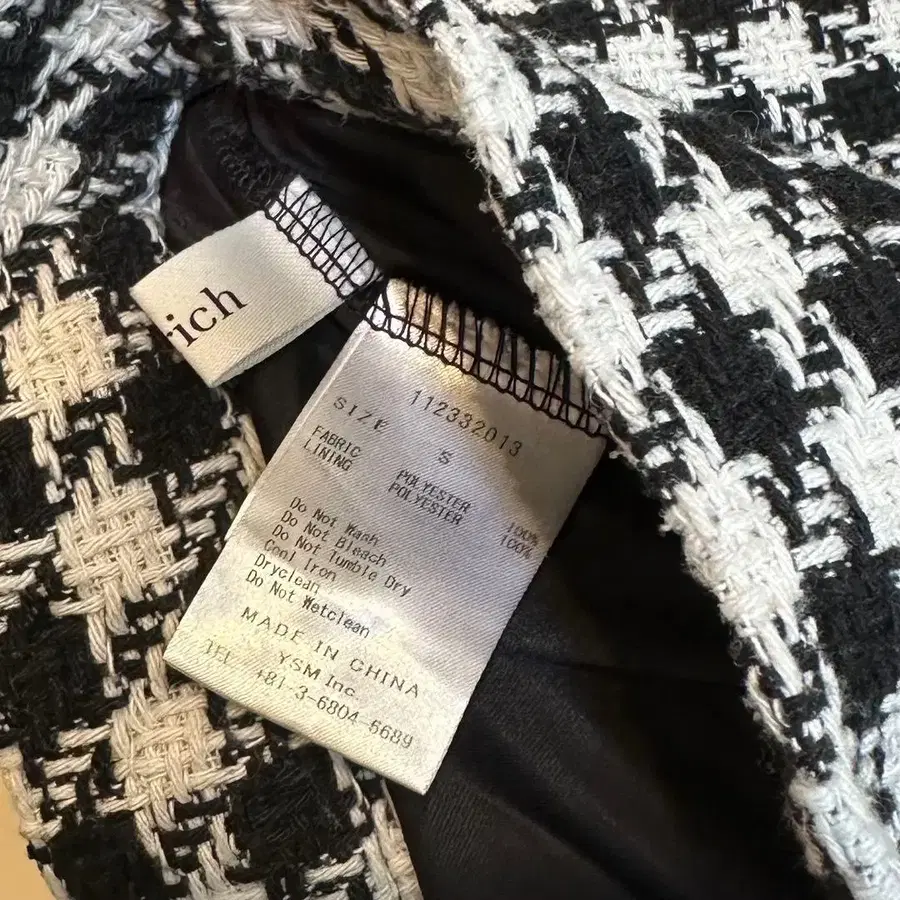 rich
112332013
SIZE S
FABRIC POLYESTER 100%
LINING POLYESTER 100%
Do Not Wash
Do Not Bleach
Do Not Tumble Dry
Cool Iron
Dryclean
Do Not Wetclean
MADE IN CHINA
YSM Inc.
TEL +81-3-6804-5689